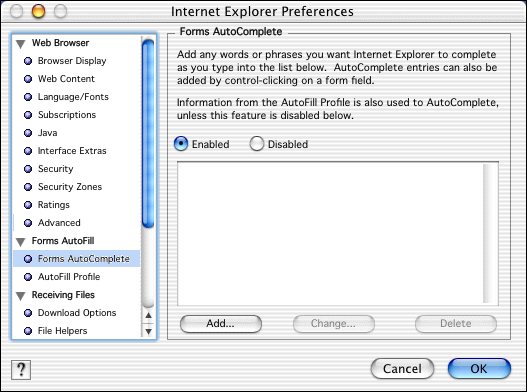 Internet Explorer Preferences
Web Browser
Browser Display
Web Content
Language/Fonts
Subscriptions
Java
Interface Extras
Security
Security Zones
Ratings
Advanced
Forms AutoFill
Forms AutoComplete
AutoFill Profile
Receiving Files
Download Options
File Helpers
Forms AutoComplete
Add any words or phrases you want Internet Explorer to complete
as you type into the list below. AutoComplete entries can also be
added by control-clicking on a form field.
Information from the AutoFill Profile is also used to AutoComplete,
unless this feature is disabled below.
Enabled Disabled
Add... Change... Delete
? Cancel OK